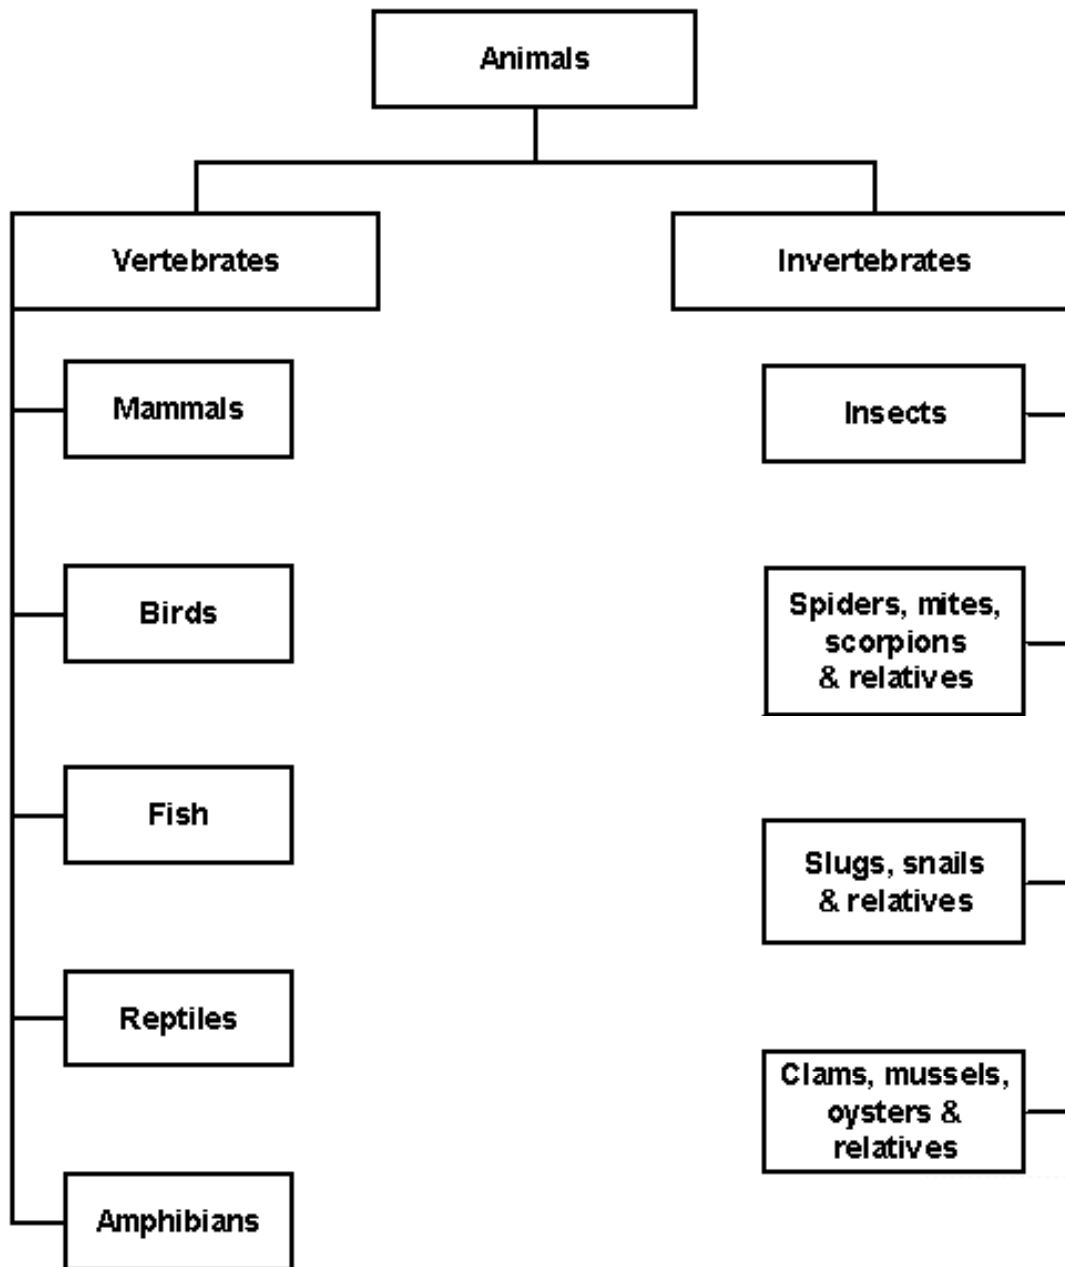 Animals
Vertebrates
Invertebrates
Mammals
Insects
Birds
Spiders, mites,
scorpions
& relatives
Fish
Slugs, snails
& relatives
Reptiles
Clams, mussels,
oysters &
relatives
Amphibians